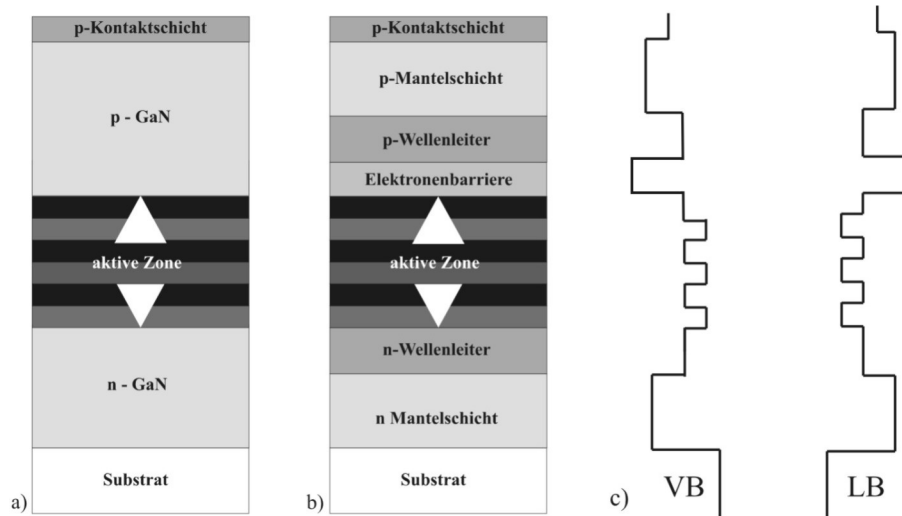 p-Kontaktschicht
p - GaN
aktive Zone
n - GaN
Substrat
a)
p-Kontaktschicht
p-Mantelschicht
p-Wellenleiter
Elektronenbarriere
aktive Zone
n-Wellenleiter
n Mantelschicht
Substrat
b)
c)
VB
LB